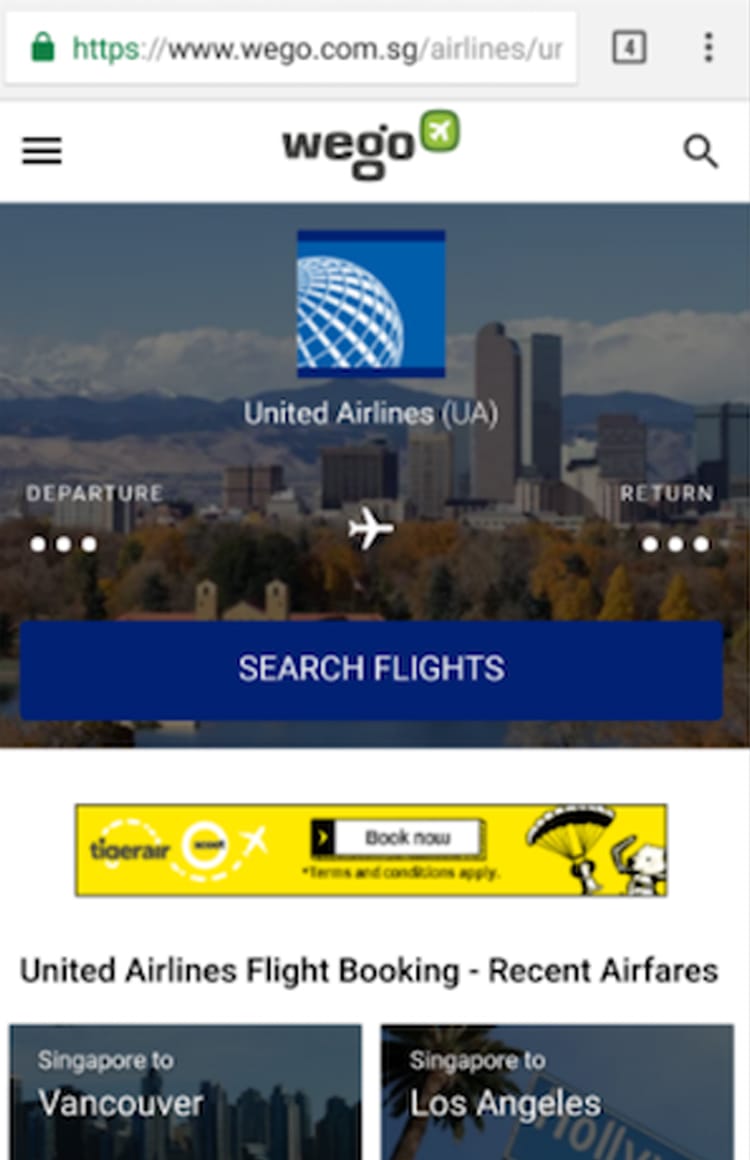 https://www.wego.com.sg/airlines/ur
4
wego
United Airlines (UA)
DEPARTURE
RETURN
SEARCH FLIGHTS
tigerair
scoot
Book now
*Terms and conditions apply.
United Airlines Flight Booking - Recent Airfares
Singapore to
Vancouver
Singapore to
Los Angeles
Holly